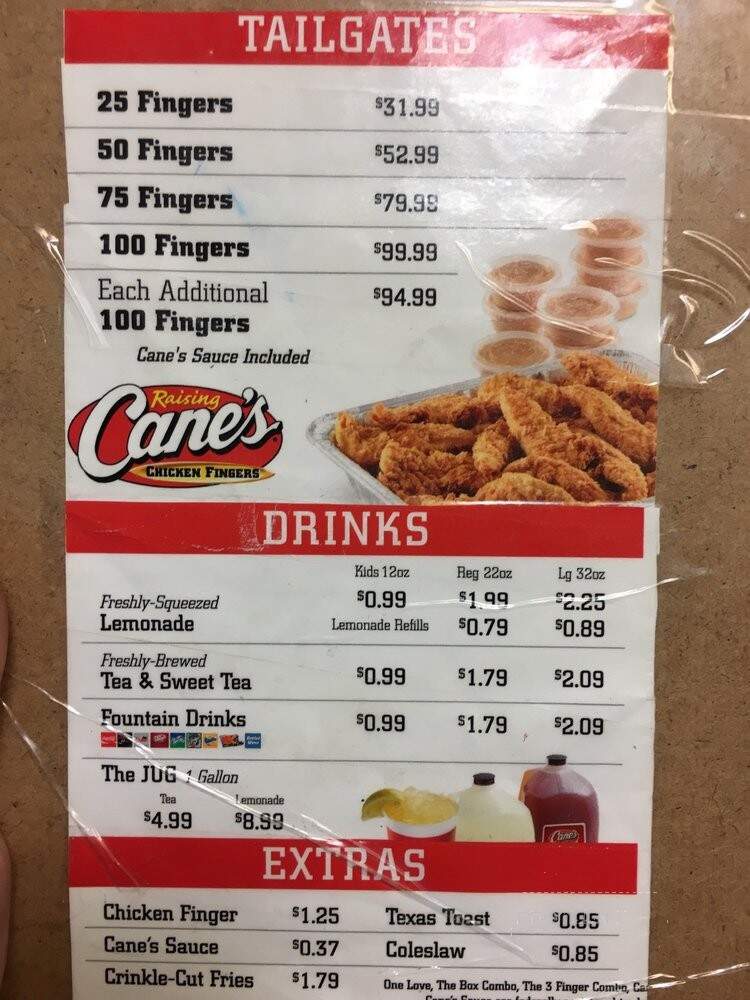 TAILGATES
25 Fingers $31.99
50 Fingers $52.99
75 Fingers $79.99
100 Fingers $99.99
Each Additional $94.99
100 Fingers
Cane's Sauce Included
Raising
Cane's
CHICKEN FINGERS
DRINKS
Kids 12oz Reg 22oz Lg 32oz
Freshly-Squeezed $0.99 $1.99 $2.25
Lemonade Lemonade Refills $0.79 $0.89
Freshly-Brewed
Tea & Sweet Tea $0.99 $1.79 $2.09
Fountain Drinks $0.99 $1.79 $2.09
The JUG 1 Gallon
Tea Lemonade
$4.99 $8.99
Cane's
EXTRAS
Chicken Finger $1.25 Texas Toast $0.85
Cane's Sauce $0.37 Coleslaw $0.85
Crinkle-Cut Fries $1.79
One Love, The Box Combo, The 3 Finger Combo,